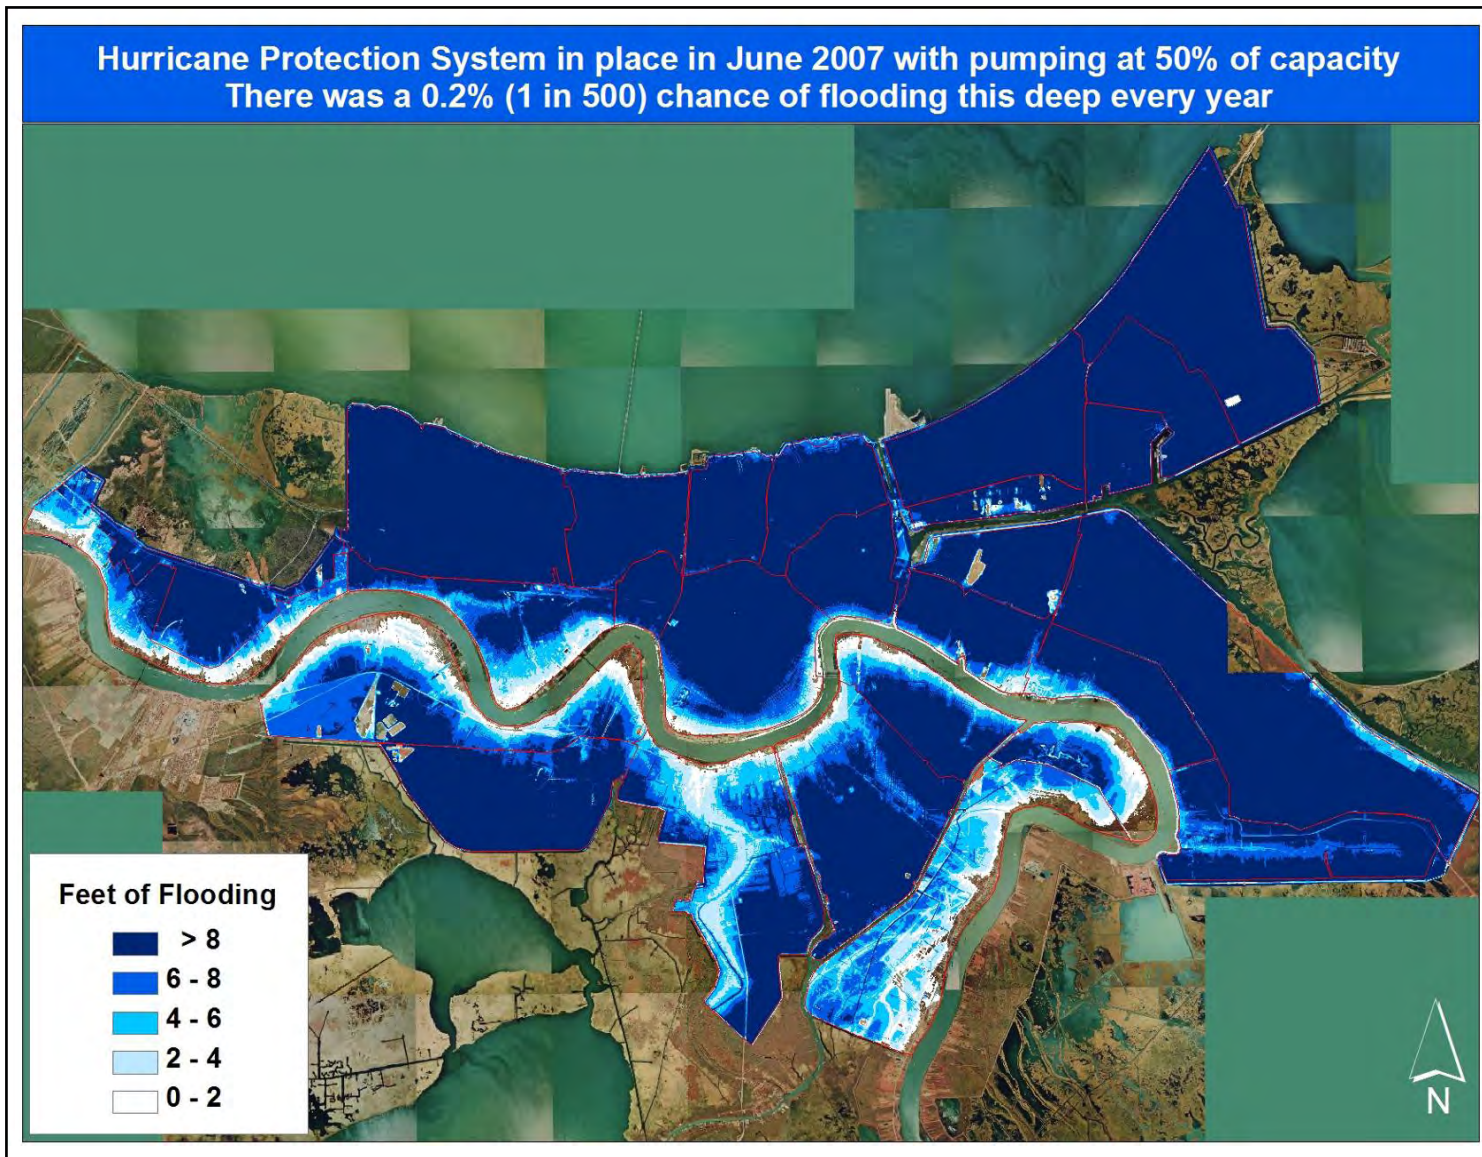 Hurricane Protection System in place in June 2007 with pumping at 50% of capacity
There was a 0.2% (1 in 500) chance of flooding this deep every year
Feet of Flooding
> 8
6 - 8
4 - 6
2 - 4
0 - 2
N